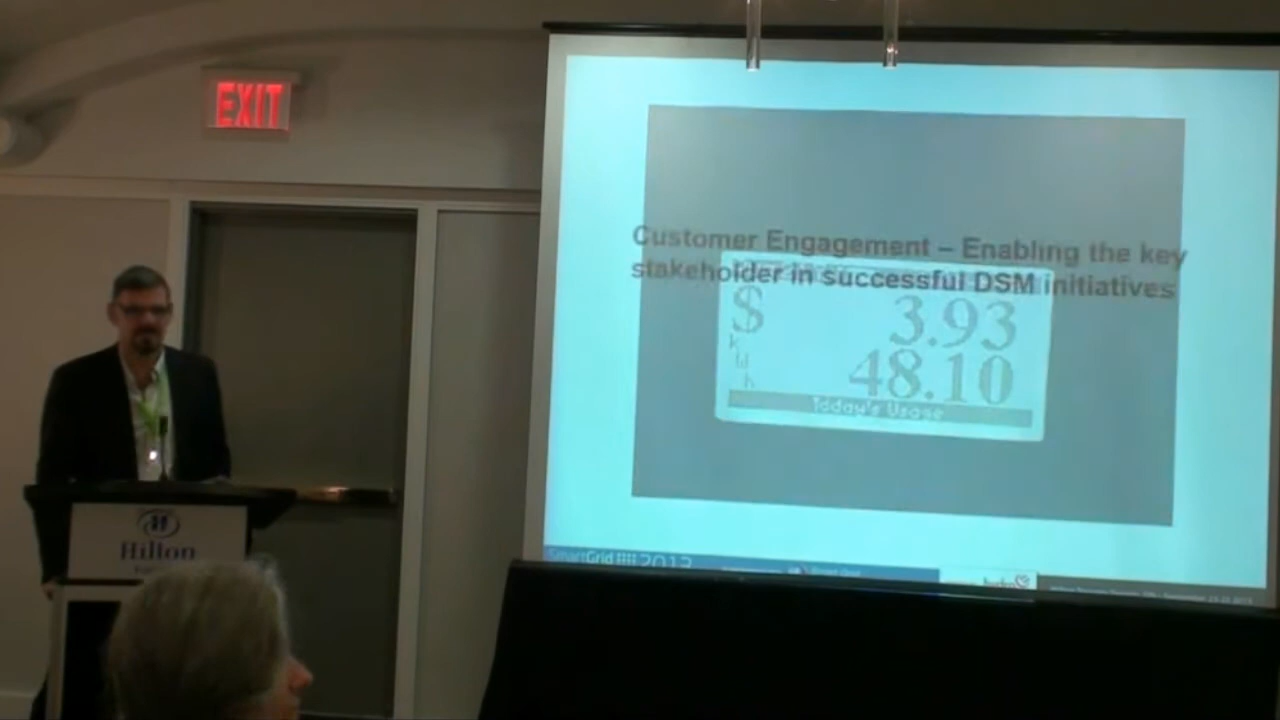 EXIT
Customer Engagement – Enabling the key
stakeholder in successful DSM initiatives
$ 3.93
k
W
h
48.10
Today's Usage
Hilton
SmartGrid 2013